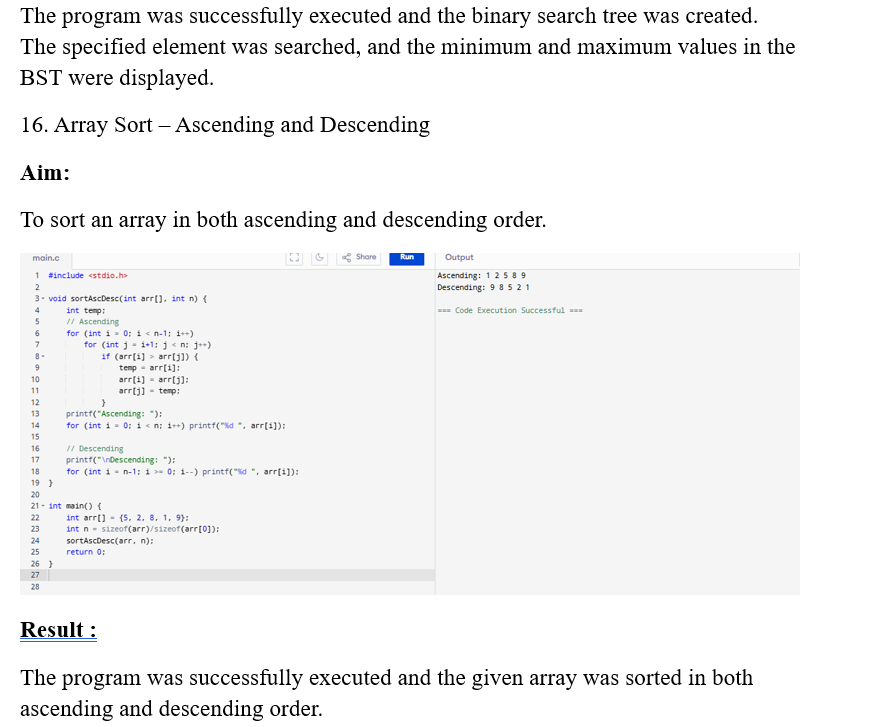 The program was successfully executed and the binary search tree was created.
The specified element was searched, and the minimum and maximum values in the
BST were displayed.
16. Array Sort – Ascending and Descending
Aim:
To sort an array in both ascending and descending order.
main.c
Share
Run
Output
1 #include <stdio.h>
2
3 void sortAscDesc(int arr[], int n) {
4 int temp;
5 // Ascending
6 for (int i = 0; i < n-1; i++)
7 for (int j = i+1; j < n; j++)
8 if (arr[i] > arr[j]) {
9 temp = arr[i];
10 arr[i] = arr[j];
11 arr[j] = temp;
12 }
13 printf("Ascending: ");
14 for (int i = 0; i < n; i++) printf("%d ", arr[i]);
15
16 // Descending
17 printf("\nDescending: ");
18 for (int i = n-1; i >= 0; i--) printf("%d ", arr[i]);
19 }
20
21 int main() {
22 int arr[] = {5, 2, 8, 1, 9};
23 int n = sizeof(arr)/sizeof(arr[0]);
24 sortAscDesc(arr, n);
25 return 0;
26 }
27
28
Ascending: 1 2 5 8 9
Descending: 9 8 5 2 1
=== Code Execution Successful ===
Result :
The program was successfully executed and the given array was sorted in both
ascending and descending order.